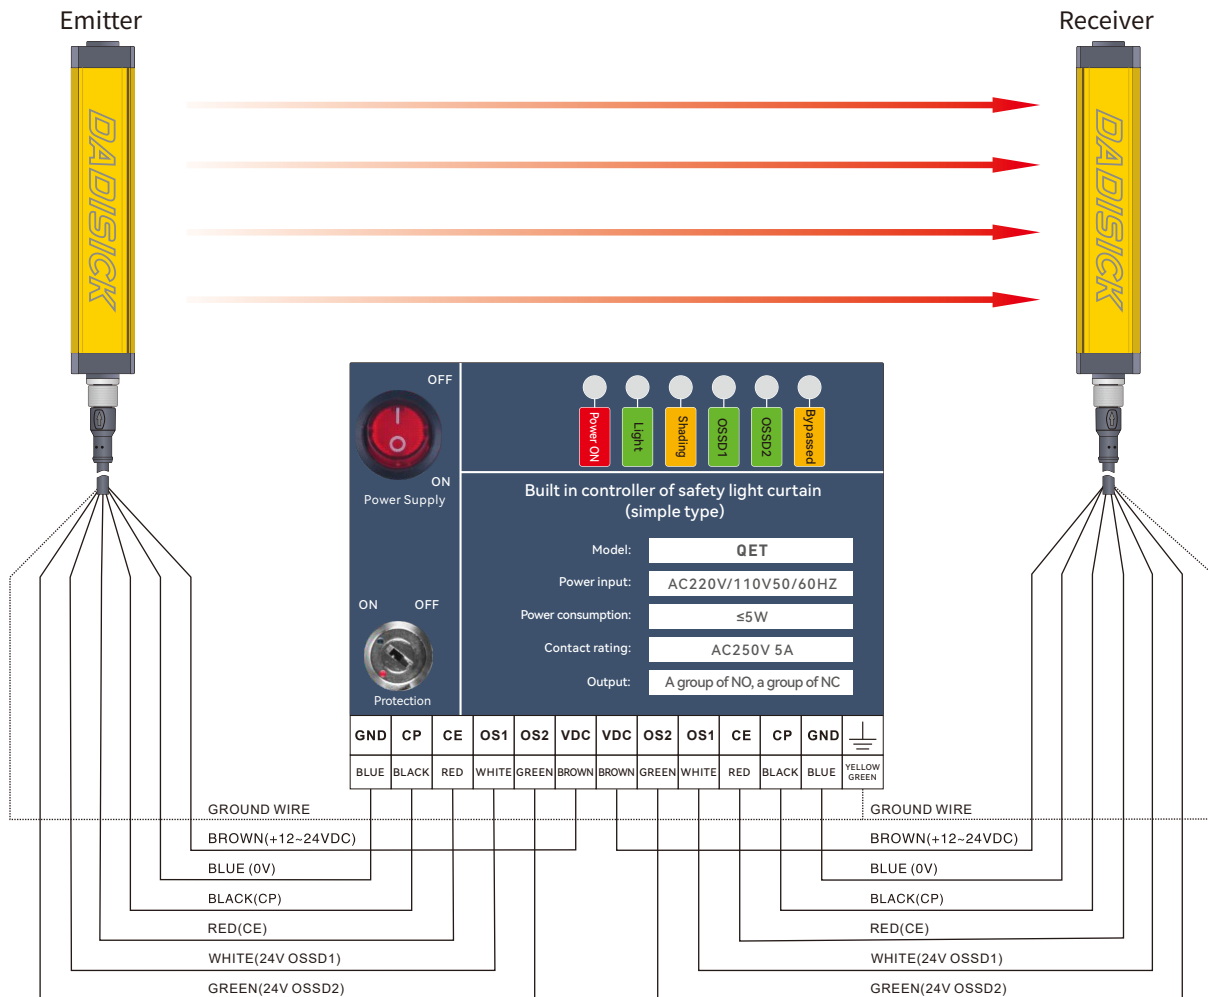 Emitter
Receiver
DADISICK
DADISICK
OFF
ON
Power Supply
Power ON
Light
Shading
OSSD1
OSSD2
Bypassed
Built in controller of safety light curtain
(simple type)
Model: QET
Power input: AC220V/110V50/60HZ
Power consumption: ≤5W
Contact rating: AC250V 5A
Output: A group of NO, a group of NC
ON OFF
Protection
GND CP CE OS1 OS2 VDC VDC OS2 OS1 CE CP GND
BLUE BLACK RED WHITE GREEN BROWN BROWN GREEN WHITE RED BLACK BLUE YELLOW GREEN
GROUND WIRE GROUND WIRE
BROWN(+12~24VDC) BROWN(+12~24VDC)
BLUE (0V) BLUE (0V)
BLACK(CP) BLACK(CP)
RED(CE) RED(CE)
WHITE(24V OSSD1) WHITE(24V OSSD1)
GREEN(24V OSSD2) GREEN(24V OSSD2)